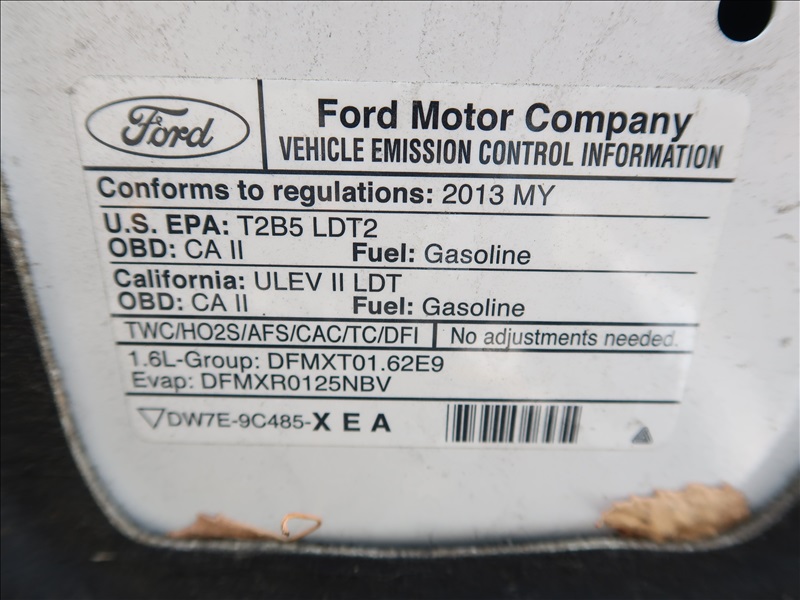 Ford
Ford Motor Company
VEHICLE EMISSION CONTROL INFORMATION
Conforms to regulations: 2013 MY
U.S. EPA: T2B5 LDT2
OBD: CA II Fuel: Gasoline
California: ULEV II LDT
OBD: CA II Fuel: Gasoline
TWC/HO2S/AFS/CAC/TC/DFI No adjustments needed.
1.6L-Group: DFMXT01.62E9
Evap: DFMXR0125NBV
DW7E-9C485-X E A